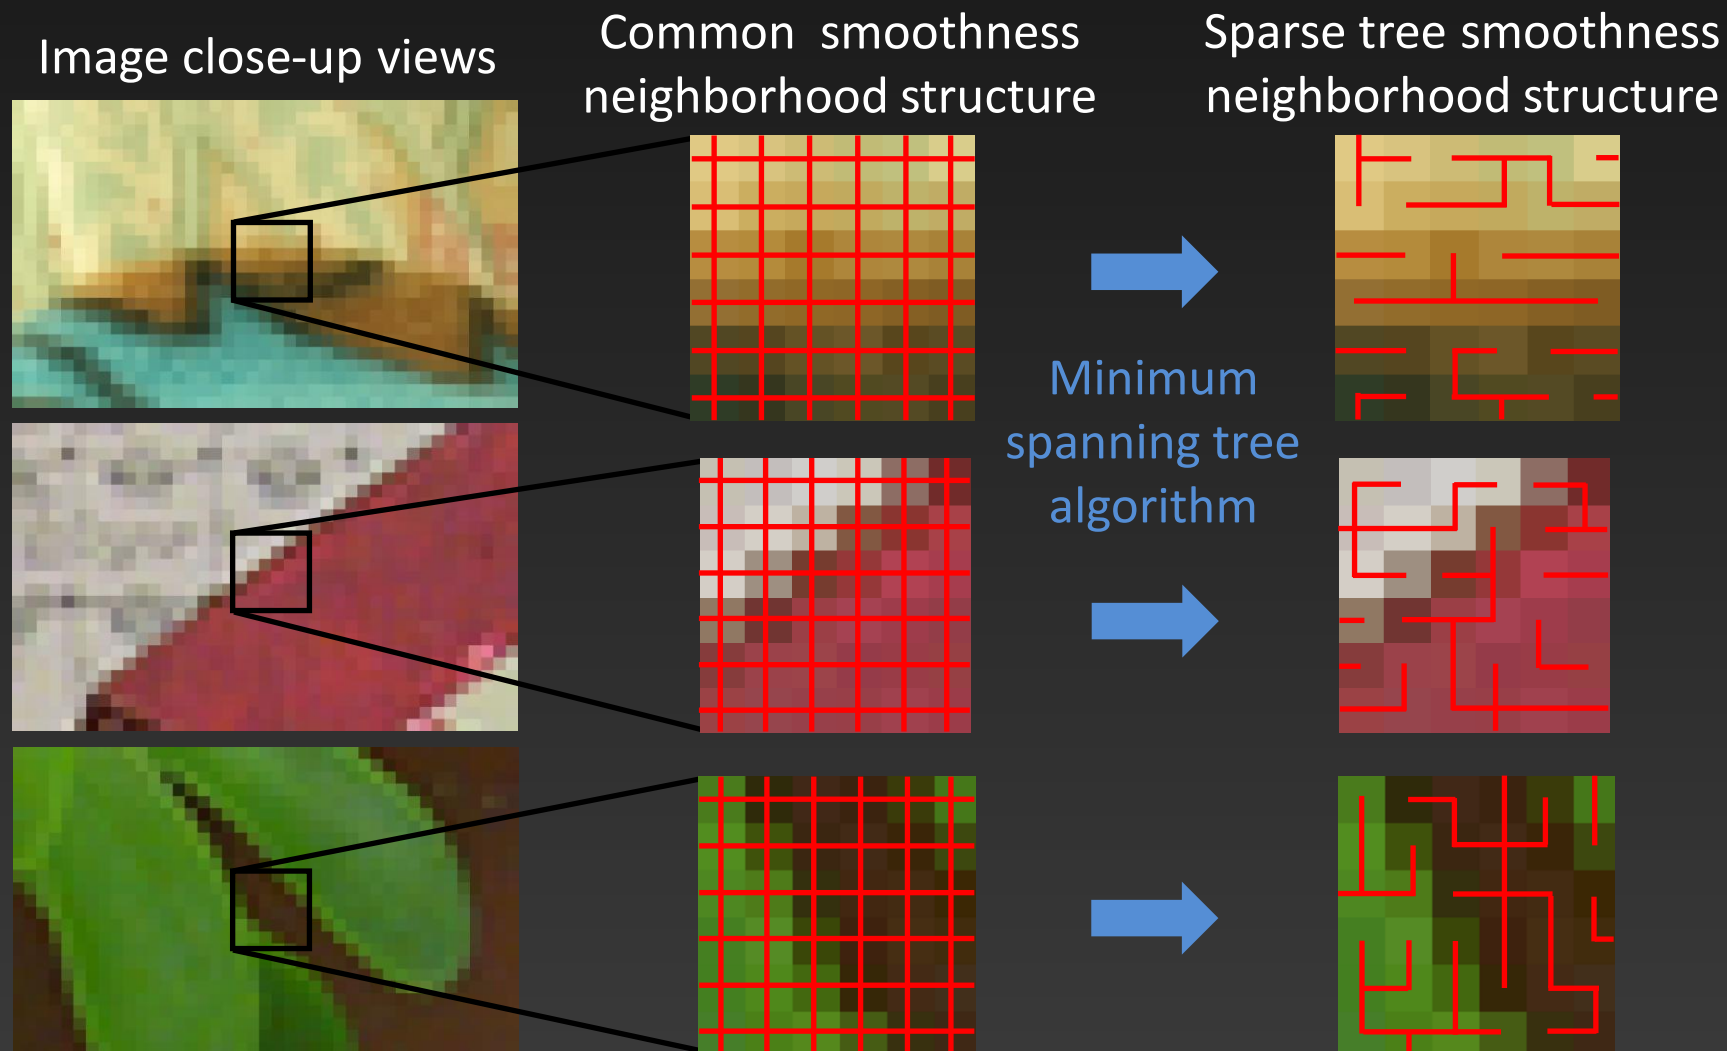 Image close-up views
Common smoothness
neighborhood structure
Sparse tree smoothness
neighborhood structure
Minimum
spanning tree
algorithm